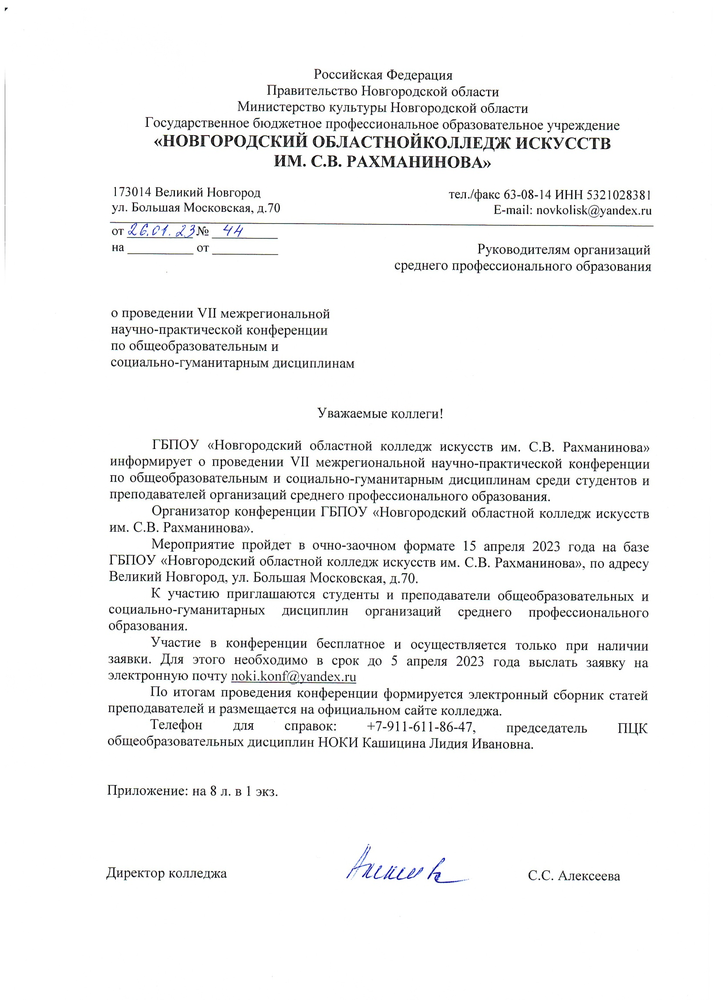 Российская Федерация
Правительство Новгородской области
Министерство культуры Новгородской области
Государственное бюджетное профессиональное образовательное учреждение
«НОВГОРОДСКИЙ ОБЛАСТНОЙКОЛЛЕДЖ ИСКУССТВ
ИМ. С.В. РАХМАНИНОВА»
173014 Великий Новгород
ул. Большая Московская, д.70
тел./факс 63-08-14 ИНН 5321028381
E-mail: novkolisk@yandex.ru
от 26.01.23 № 44
на ___________ от ___________
Руководителям организаций
среднего профессионального образования
о проведении VII межрегиональной
научно-практической конференции
по общеобразовательным и
социально-гуманитарным дисциплинам
Уважаемые коллеги!
ГБПОУ «Новгородский областной колледж искусств им. С.В. Рахманинова»
информирует о проведении VII межрегиональной научно-практической конференции
по общеобразовательным и социально-гуманитарным дисциплинам среди студентов и
преподавателей организаций среднего профессионального образования.
Организатор конференции ГБПОУ «Новгородский областной колледж искусств
им. С.В. Рахманинова».
Мероприятие пройдет в очно-заочном формате 15 апреля 2023 года на базе
ГБПОУ «Новгородский областной колледж искусств им. С.В. Рахманинова», по адресу
Великий Новгород, ул. Большая Московская, д.70.
К участию приглашаются студенты и преподаватели общеобразовательных и
социально-гуманитарных дисциплин организаций среднего профессионального
образования.
Участие в конференции бесплатное и осуществляется только при наличии
заявки. Для этого необходимо в срок до 5 апреля 2023 года выслать заявку на
электронную почту noki.konf@yandex.ru
По итогам проведения конференции формируется электронный сборник статей
преподавателей и размещается на официальном сайте колледжа.
Телефон для справок: +7-911-611-86-47, председатель ПЦК
общеобразовательных дисциплин НОКИ Кашицина Лидия Ивановна.
Приложение: на 8 л. в 1 экз.
Директор колледжа
С.С. Алексеева